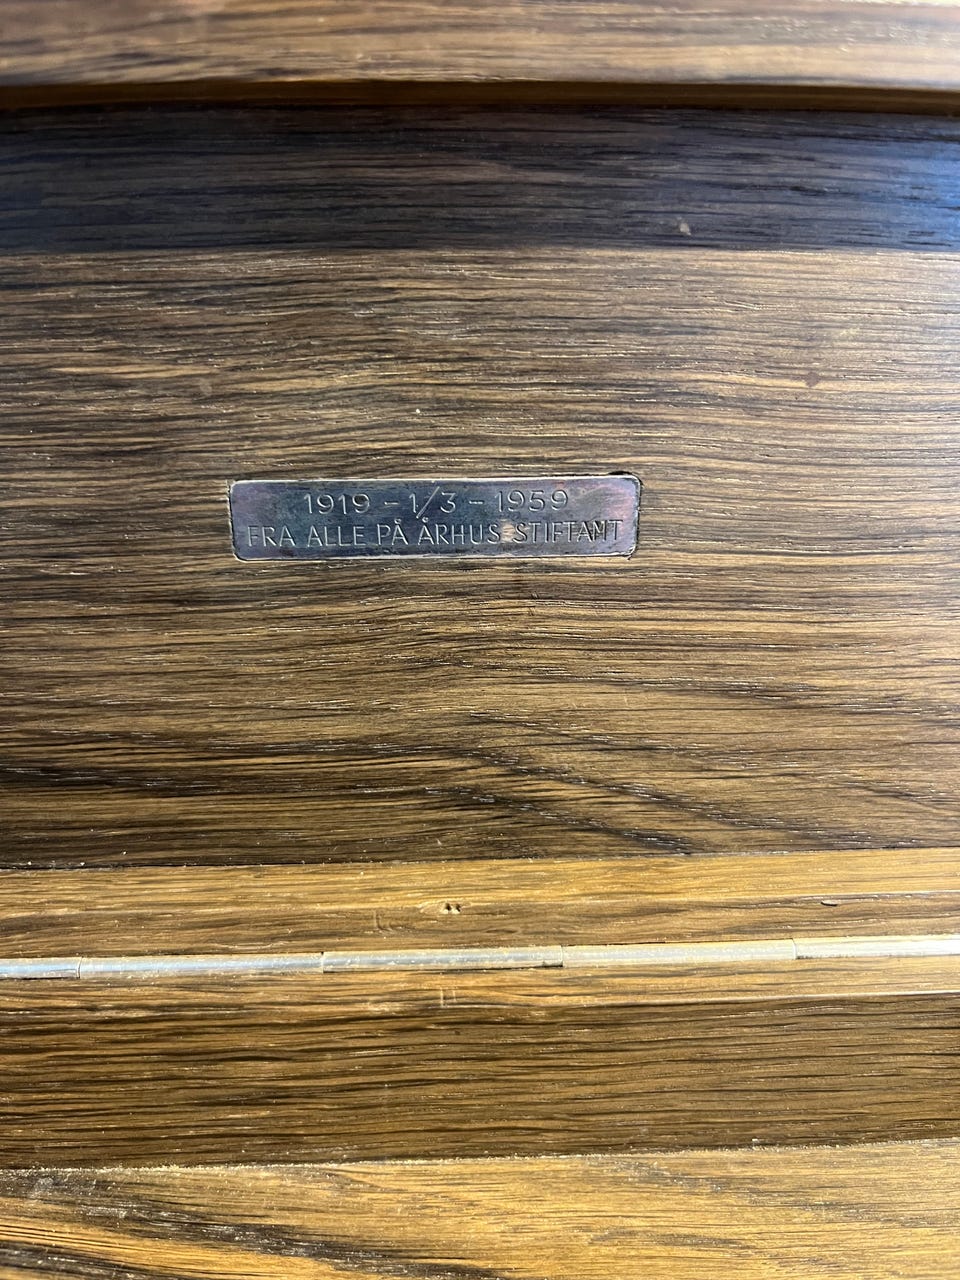 1919 - 1/3 - 1959
FRA ALLE PÅ ÅRHUS STIFTAMT